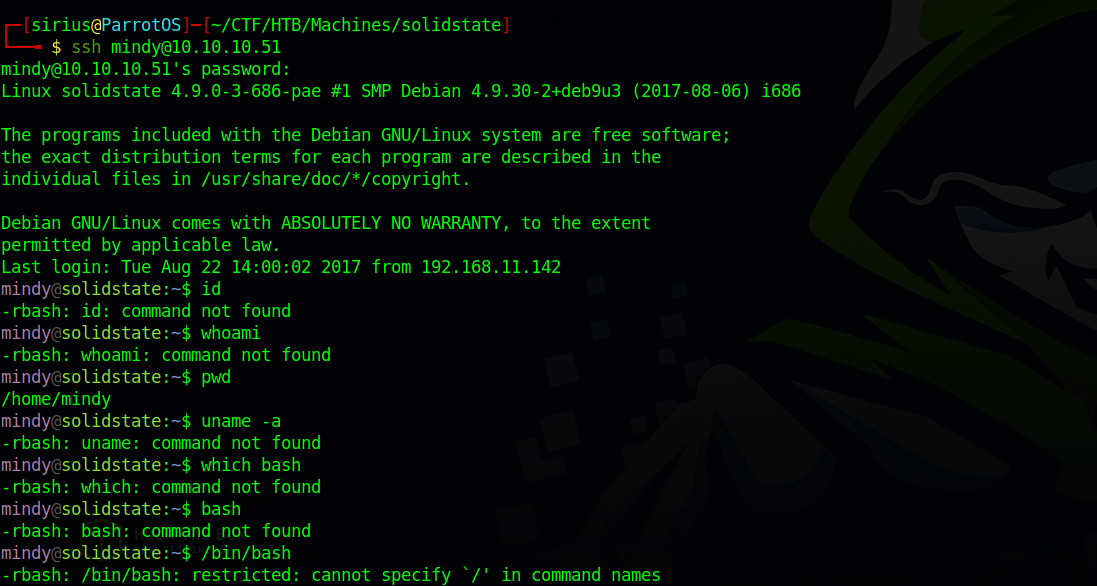 ┌─[sirius@ParrotOS]─[~/CTF/HTB/Machines/solidstate]
└──╼ $ ssh mindy@10.10.10.51
mindy@10.10.10.51's password:
Linux solidstate 4.9.0-3-686-pae #1 SMP Debian 4.9.30-2+deb9u3 (2017-08-06) i686

The programs included with the Debian GNU/Linux system are free software;
the exact distribution terms for each program are described in the
individual files in /usr/share/doc/*/copyright.

Debian GNU/Linux comes with ABSOLUTELY NO WARRANTY, to the extent
permitted by applicable law.
Last login: Tue Aug 22 14:00:02 2017 from 192.168.11.142
mindy@solidstate:~$ id
-rbash: id: command not found
mindy@solidstate:~$ whoami
-rbash: whoami: command not found
mindy@solidstate:~$ pwd
/home/mindy
mindy@solidstate:~$ uname -a
-rbash: uname: command not found
mindy@solidstate:~$ which bash
-rbash: which: command not found
mindy@solidstate:~$ bash
-rbash: bash: command not found
mindy@solidstate:~$ /bin/bash
-rbash: /bin/bash: restricted: cannot specify `/' in command names